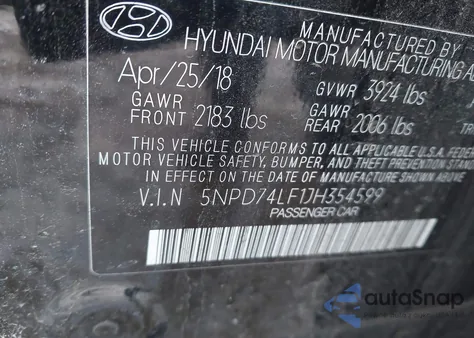 MANUFACTURED BY
HYUNDAI MOTOR MANUFACTURING A
Apr/25/18 GVWR 3924 lbs
GAWR FRONT 2183 lbs GAWR REAR 2006 lbs
THIS VEHICLE CONFORMS TO ALL APPLICABLE U.S.A. FEDE
MOTOR VEHICLE SAFETY, BUMPER, AND THEFT PREVENTION STAN
IN EFFECT ON THE DATE OF MANUFACTURE SHOWN ABOVE.
V.I.N 5NPD74LF1JH354599
PASSENGER CAR
autoSnap